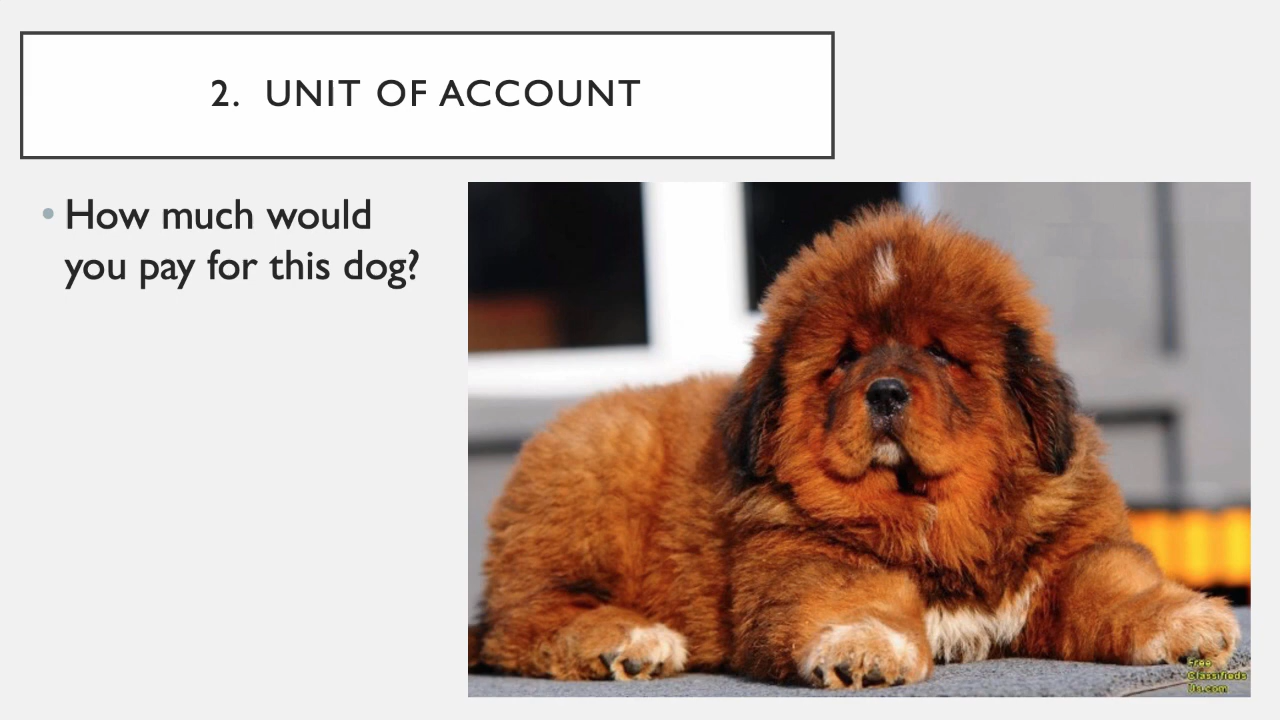 2. UNIT OF ACCOUNT
• How much would
you pay for this dog?
Free
Classifieds
Us.com